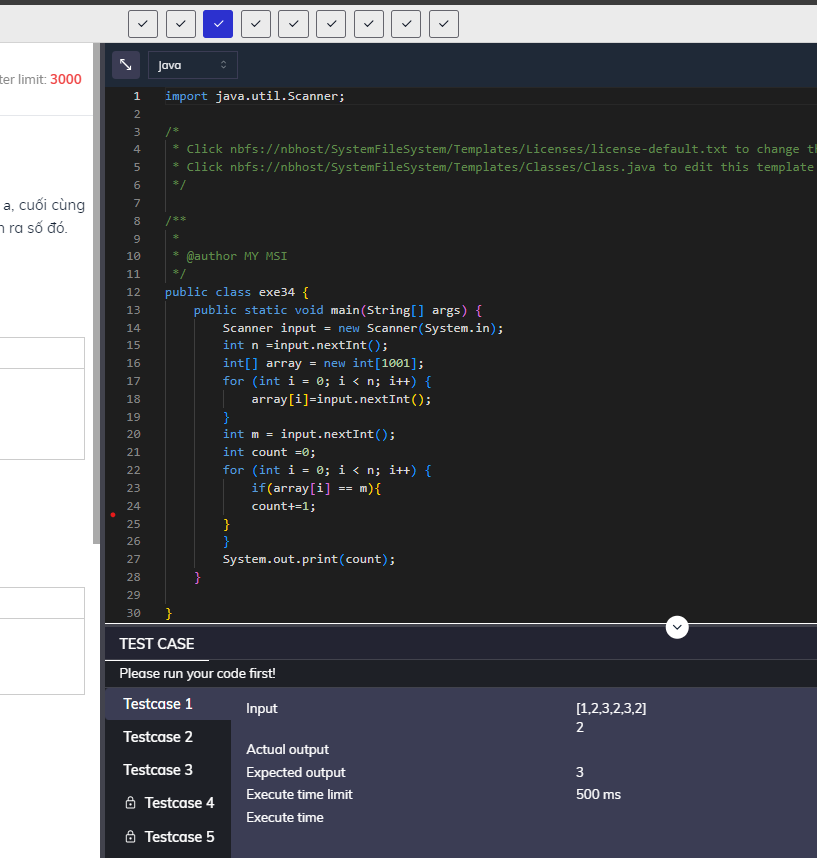 ter limit: 3000
a, cuối cùng
ra số đó.
Java
1 import java.util.Scanner;
2
3 /*
4  * Click nbfs://nbhost/SystemFileSystem/Templates/Licenses/license-default.txt to change th
5  * Click nbfs://nbhost/SystemFileSystem/Templates/Classes/Class.java to edit this template
6  */
7
8 /**
9  *
10  * @author MY MSI
11  */
12 public class exe34 {
13     public static void main(String[] args) {
14         Scanner input = new Scanner(System.in);
15         int n =input.nextInt();
16         int[] array = new int[1001];
17         for (int i = 0; i < n; i++) {
18             array[i]=input.nextInt();
19         }
20         int m = input.nextInt();
21         int count =0;
22         for (int i = 0; i < n; i++) {
23             if(array[i] == m){
24             count+=1;
25         }
26         }
27         System.out.print(count);
28     }
29
30 }
TEST CASE
Please run your code first!
Testcase 1
Testcase 2
Testcase 3
Testcase 4
Testcase 5
Input [1,2,3,2,3,2]
2
Actual output
Expected output 3
Execute time limit 500 ms
Execute time